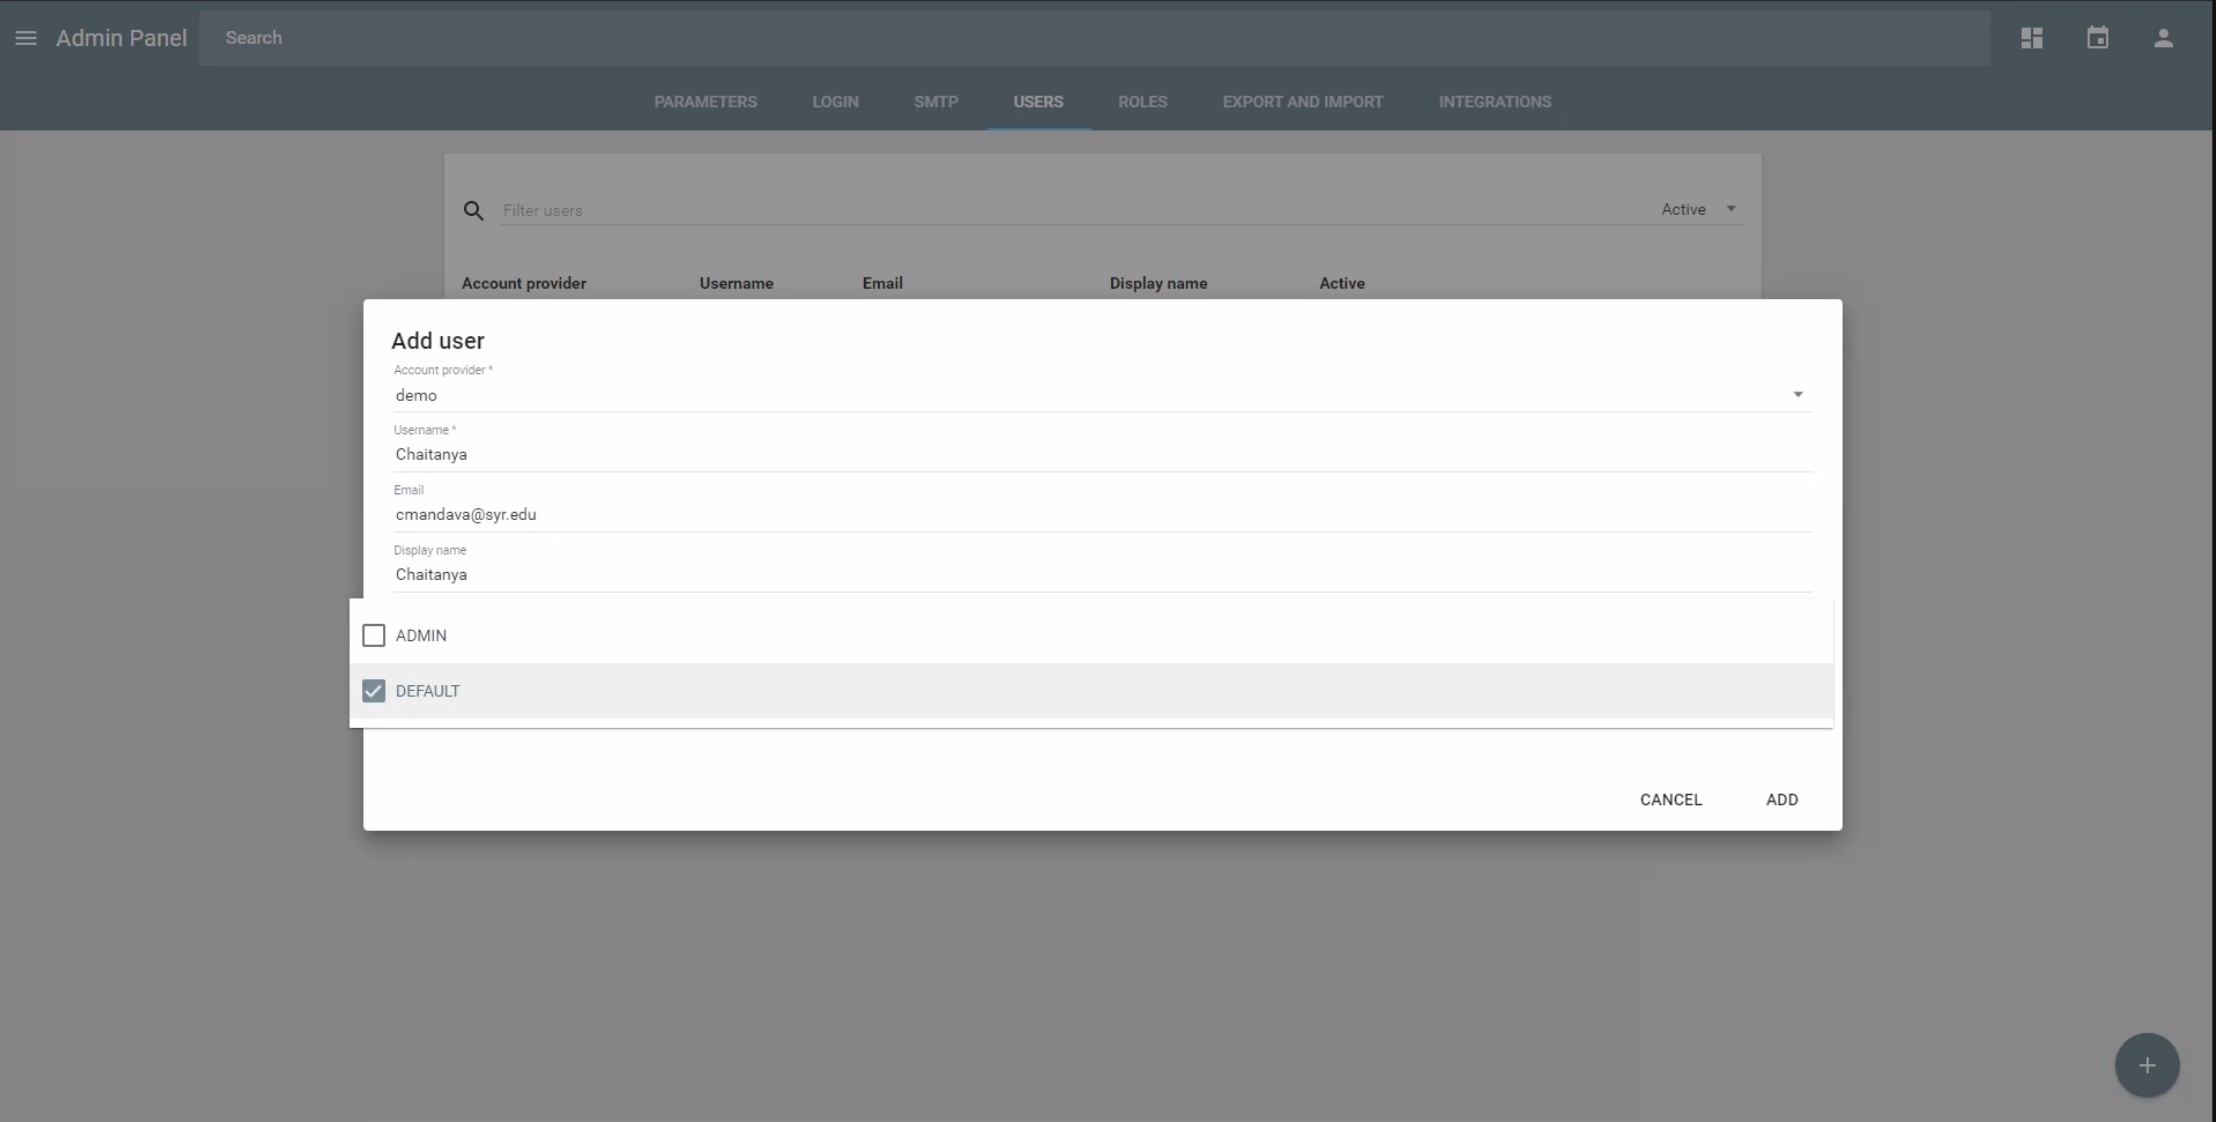 Admin Panel Search
PARAMETERS LOGIN SMTP USERS ROLES EXPORT AND IMPORT INTEGRATIONS
Filter users Active
Account provider Username Email Display name Active
Add user
Account provider *
demo
Username *
Chaitanya
Email
cmandava@syr.edu
Display name
Chaitanya
ADMIN
DEFAULT
CANCEL ADD